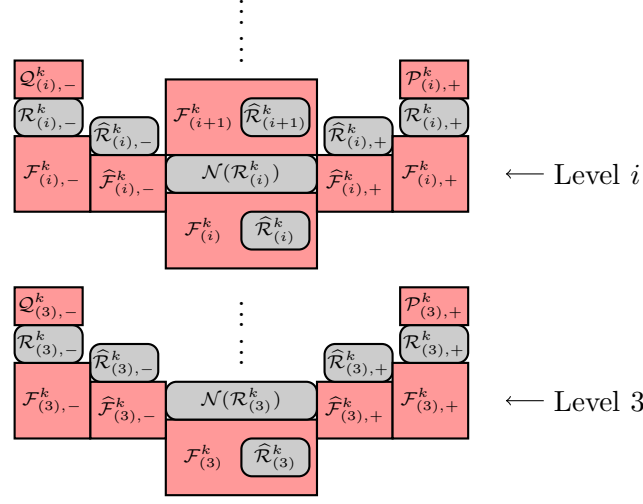 ⋮
𝒬^k_{(i),−} 𝒫^k_{(i),+}
ℛ^k_{(i),−} ℱ^k_{(i+1)} ℛ̂^k_{(i+1)} ℛ^k_{(i),+}
ℛ̂^k_{(i),−} ℛ̂^k_{(i),+}
ℱ^k_{(i),−} ℱ̂^k_{(i),−} 𝒩(ℛ^k_{(i)}) ℱ̂^k_{(i),+} ℱ^k_{(i),+} ⟵ Level i
ℱ^k_{(i)} ℛ̂^k_{(i)}
𝒬^k_{(3),−} ⋮ 𝒫^k_{(3),+}
ℛ^k_{(3),−} ℛ^k_{(3),+}
ℛ̂^k_{(3),−} ℛ̂^k_{(3),+}
ℱ^k_{(3),−} ℱ̂^k_{(3),−} 𝒩(ℛ^k_{(3)}) ℱ̂^k_{(3),+} ℱ^k_{(3),+} ⟵ Level 3
ℱ^k_{(3)} ℛ̂^k_{(3)}